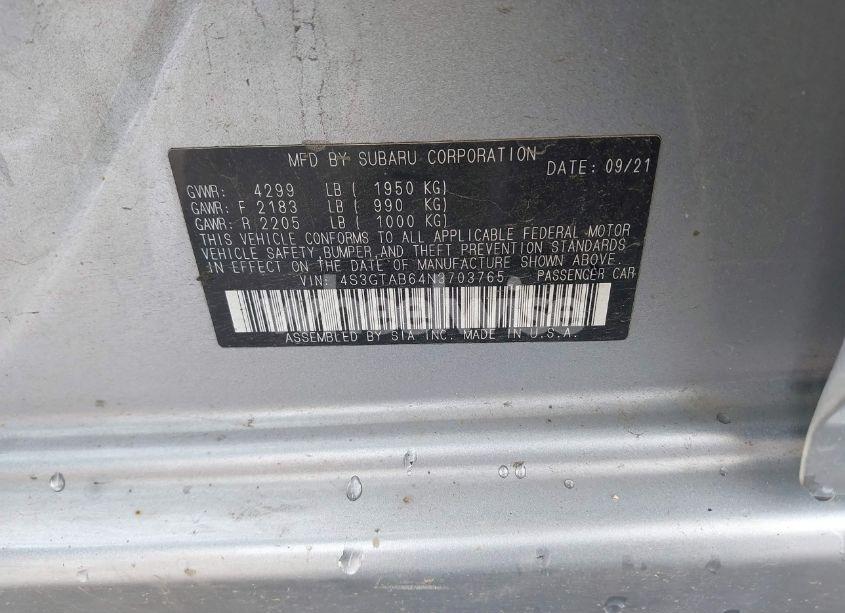 MFD BY SUBARU CORPORATION
DATE: 09/21
GVWR: 4299 LB ( 1950 KG)
GAWR: F 2183 LB ( 990 KG)
GAWR: R 2205 LB ( 1000 KG)
THIS VEHICLE CONFORMS TO ALL APPLICABLE FEDERAL MOTOR
VEHICLE SAFETY,BUMPER,AND THEFT PREVENTION STANDARDS
IN EFFECT ON THE DATE OF MANUFACTURE SHOWN ABOVE.
VIN: 4S3GTAB64N3703765 PASSENGER CAR
ASSEMBLED BY SIA INC. MADE IN U.S.A.